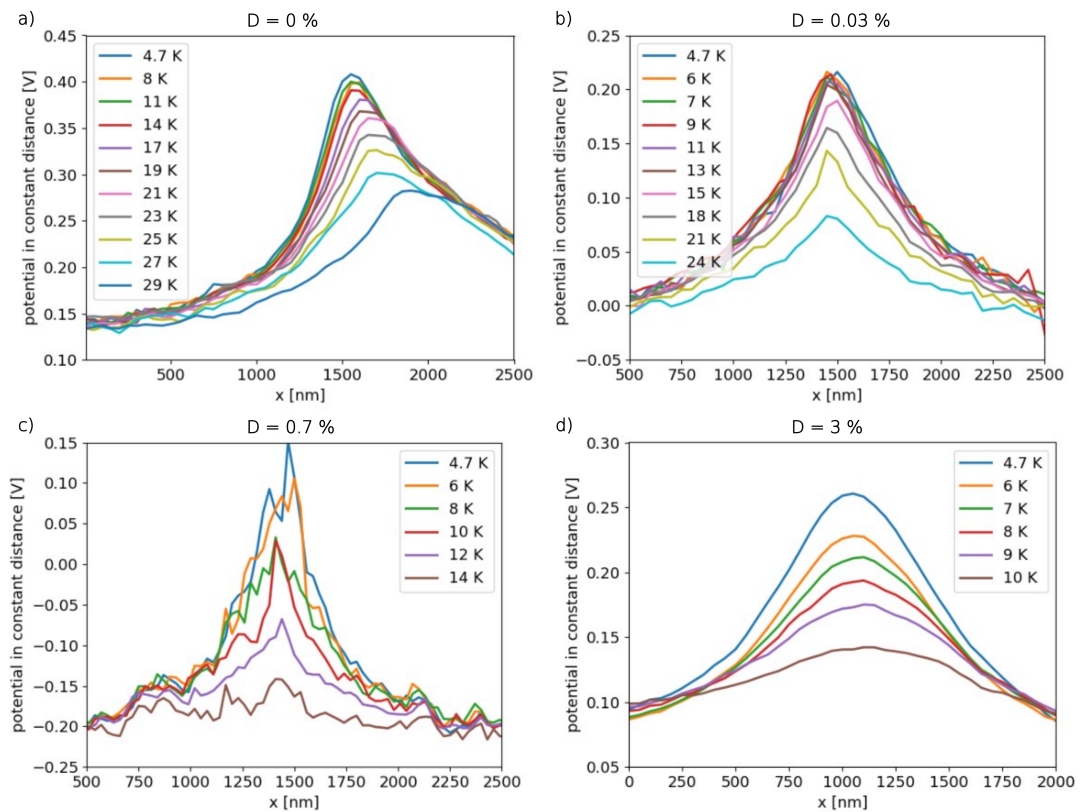 a)
D = 0 %
potential in constant distance [V]
0.45
0.40
0.35
0.30
0.25
0.20
0.15
0.10
4.7 K
8 K
11 K
14 K
17 K
19 K
21 K
23 K
25 K
27 K
29 K
500
1000
1500
2000
2500
x [nm]
b)
D = 0.03 %
potential in constant distance [V]
0.25
0.20
0.15
0.10
0.05
0.00
−0.05
4.7 K
6 K
7 K
9 K
11 K
13 K
15 K
18 K
21 K
24 K
500
750
1000
1250
1500
1750
2000
2250
2500
x [nm]
c)
D = 0.7 %
potential in constant distance [V]
0.15
0.10
0.05
0.00
−0.05
−0.10
−0.15
−0.20
−0.25
4.7 K
6 K
8 K
10 K
12 K
14 K
500
750
1000
1250
1500
1750
2000
2250
2500
x [nm]
d)
D = 3 %
potential in constant distance [V]
0.30
0.25
0.20
0.15
0.10
0.05
4.7 K
6 K
7 K
8 K
9 K
10 K
0
250
500
750
1000
1250
1500
1750
2000
x [nm]